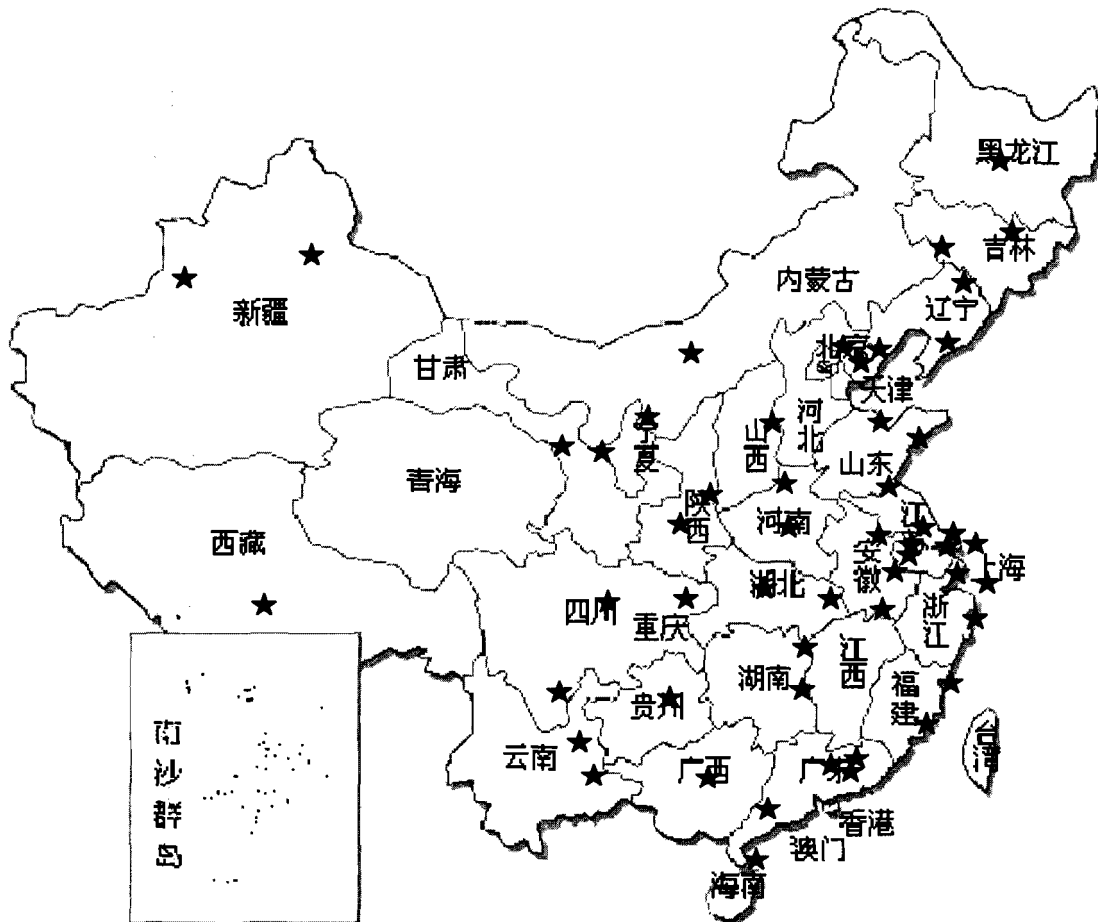 黑龙江
吉林
内蒙古
辽宁
新疆
北京
甘肃
天津
河北
宁夏
山西
山东
青海
陕西
河南
江
西藏
安徽
上海
湖北
四川
重庆
浙江
江西
湖南
福建
贵州
南沙群岛
台湾
云南
广西
广东
香港
澳门
海南